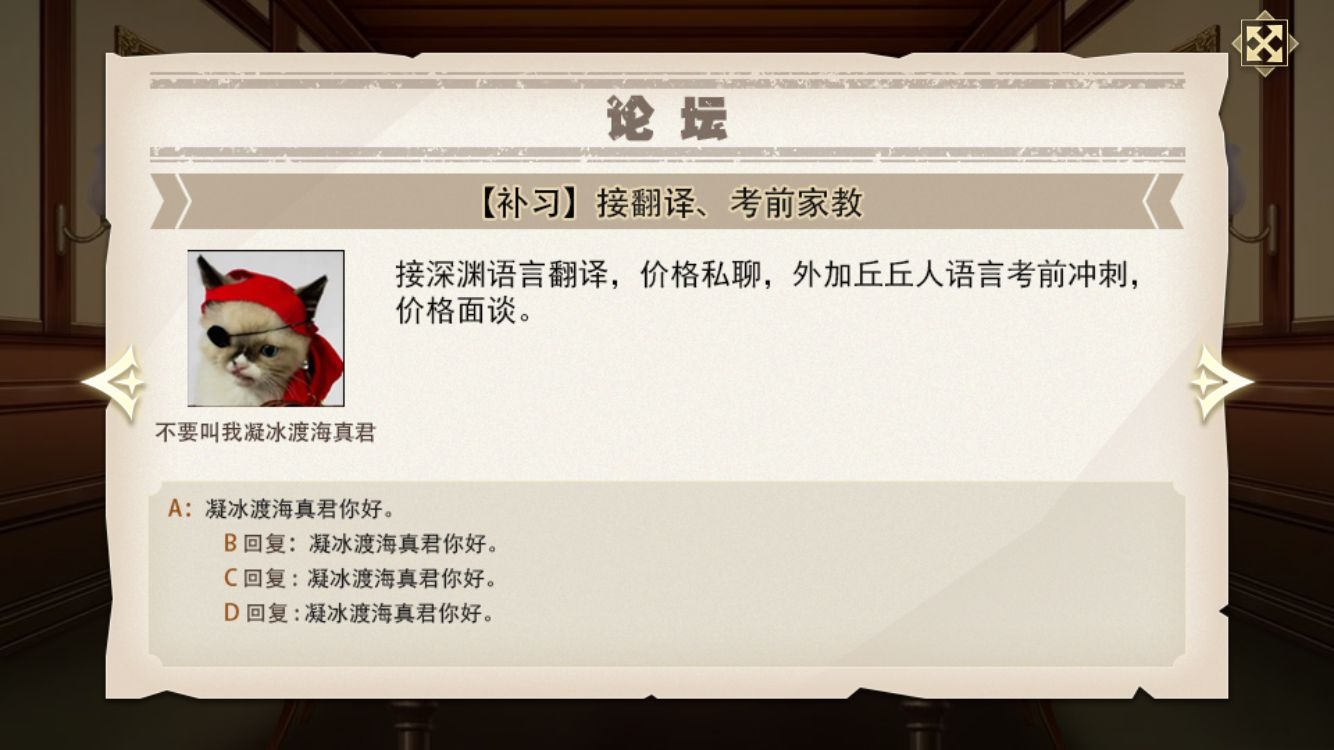 论坛
【补习】接翻译、考前家教
接深渊语言翻译，价格私聊，外加丘丘人语言考前冲刺，
价格面谈。
不要叫我凝冰渡海真君
A：凝冰渡海真君你好。
B回复：凝冰渡海真君你好。
C回复：凝冰渡海真君你好。
D回复：凝冰渡海真君你好。